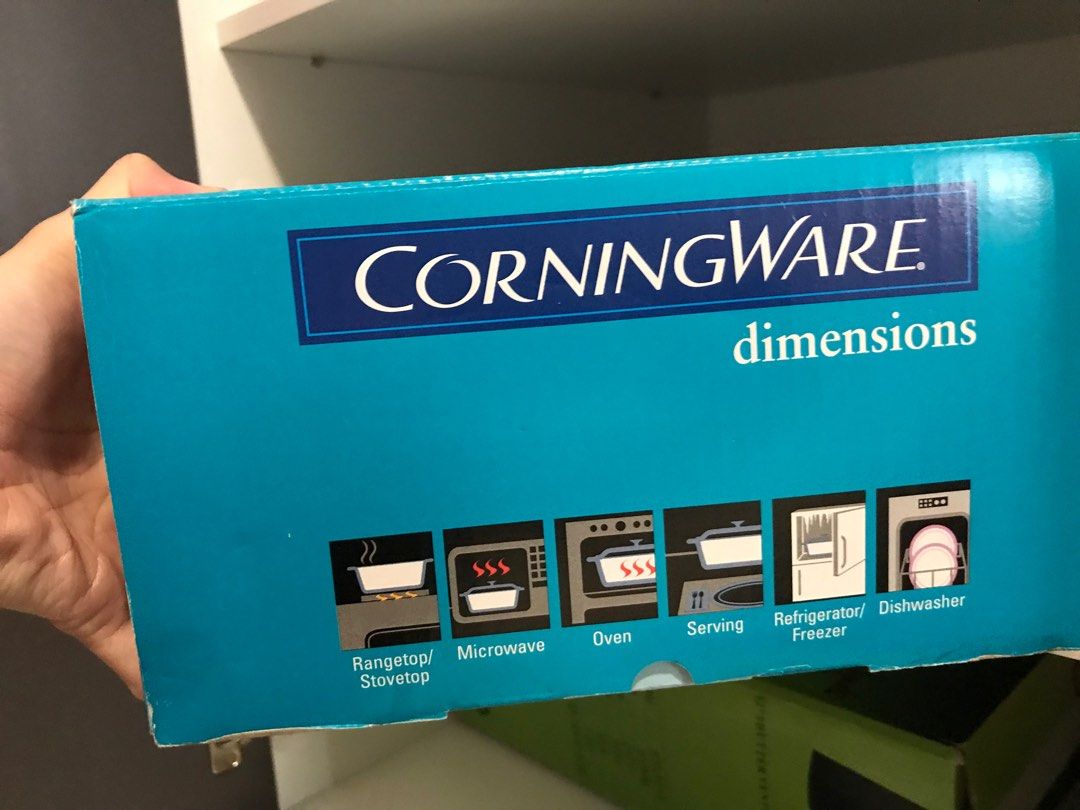 CORNINGWARE®
dimensions
Rangetop/
Stovetop
Microwave
Oven
Serving
Refrigerator/
Freezer
Dishwasher